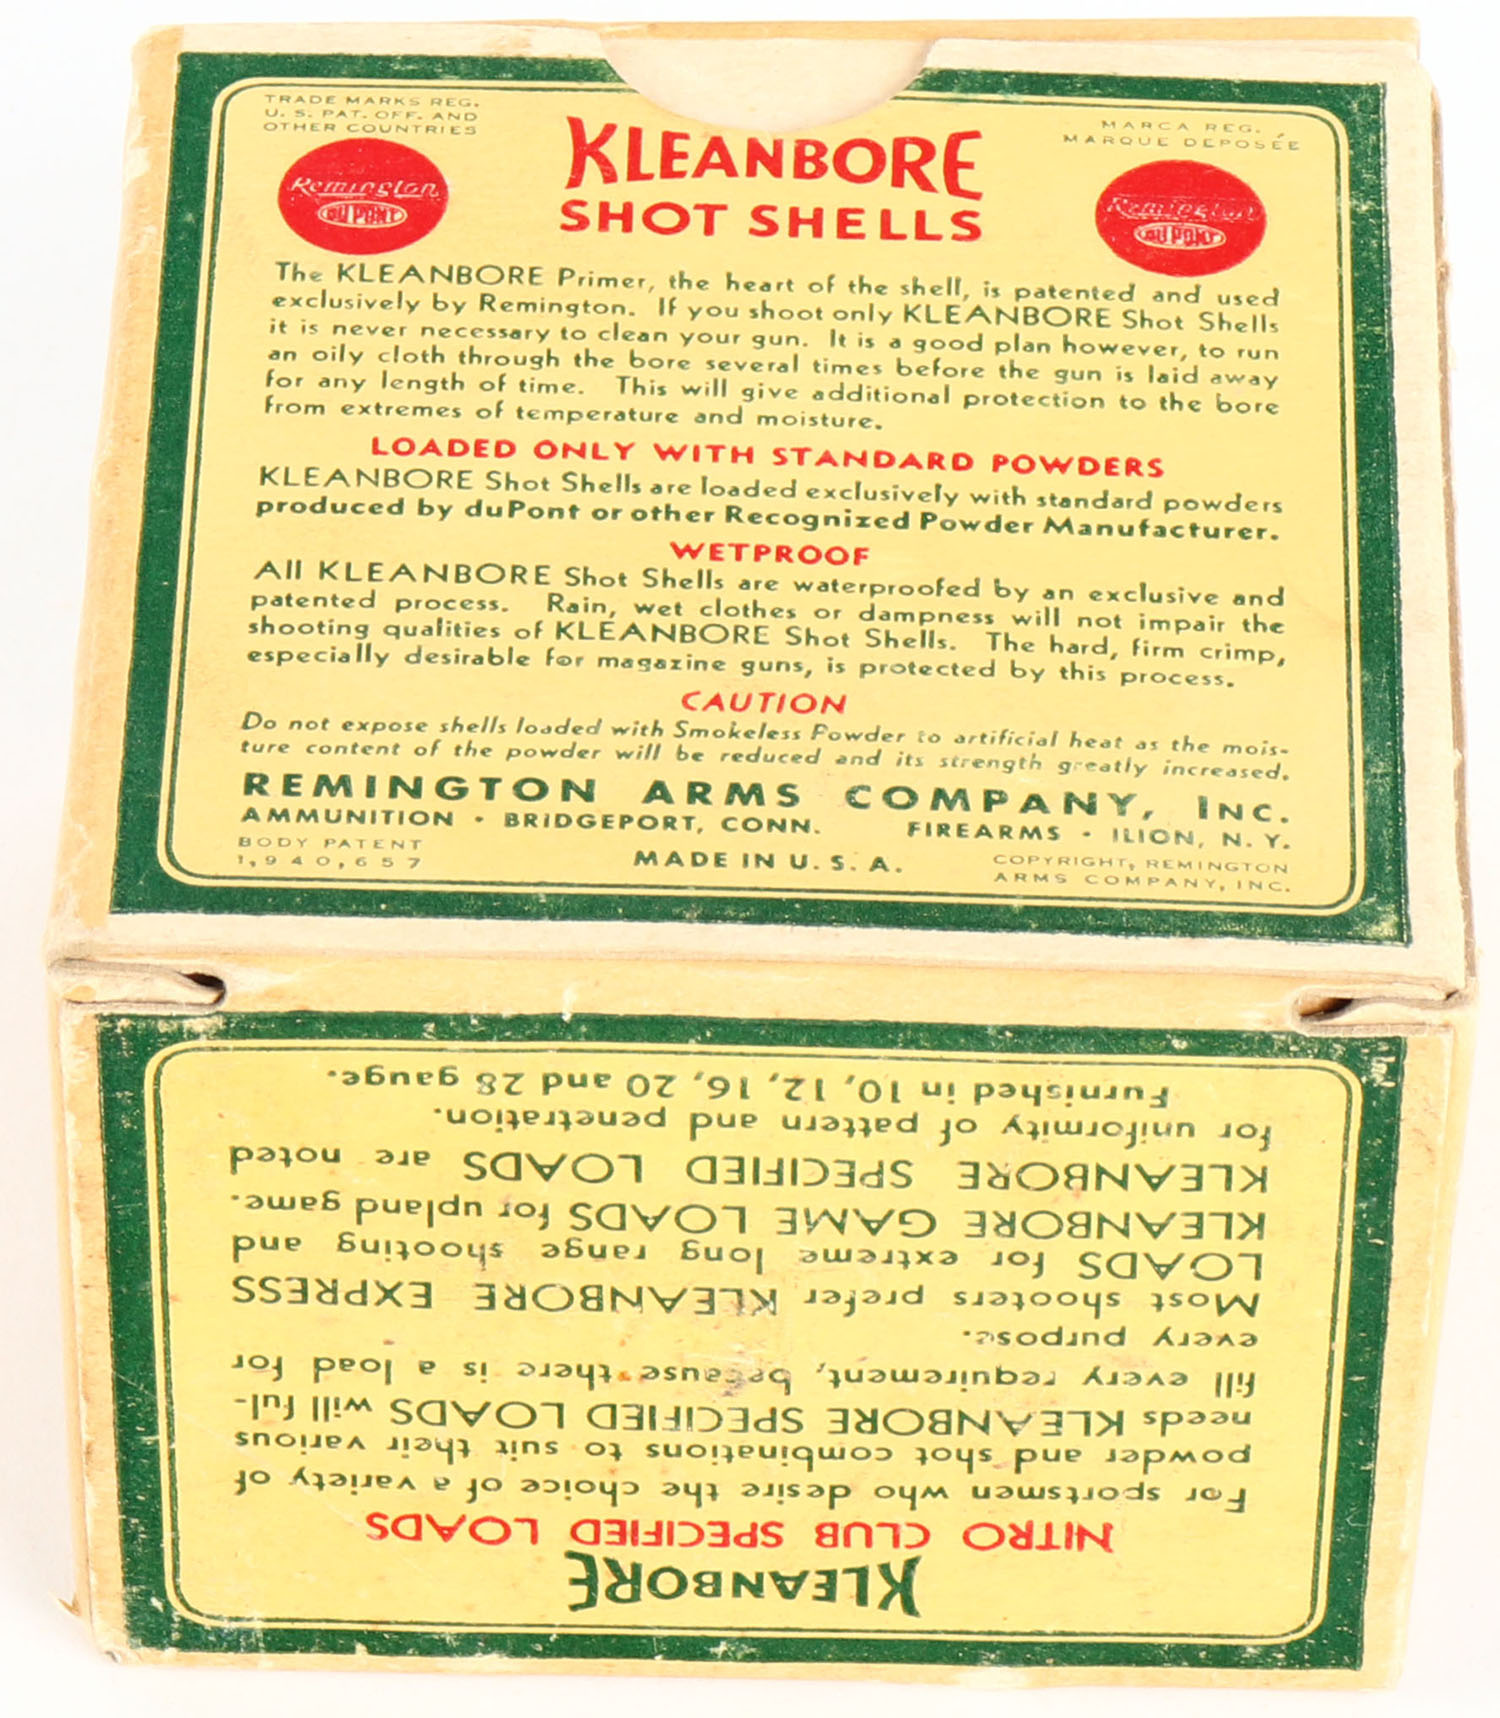 TRADE MARKS REG.
U. S. PAT. OFF. AND
OTHER COUNTRIES
MARCA REG.
MARQUE DEPOSÉE
Remington
DU PONT
KLEANBORE
SHOT SHELLS
Remington
DU PONT
The KLEANBORE Primer, the heart of the shell, is patented and used
exclusively by Remington. If you shoot only KLEANBORE Shot Shells
it is never necessary to clean your gun. It is a good plan however, to run
an oily cloth through the bore several times before the gun is laid away
for any length of time. This will give additional protection to the bore
from extremes of temperature and moisture.
LOADED ONLY WITH STANDARD POWDERS
KLEANBORE Shot Shells are loaded exclusively with standard powders
produced by duPont or other Recognized Powder Manufacturer.
WETPROOF
All KLEANBORE Shot Shells are waterproofed by an exclusive and
patented process. Rain, wet clothes or dampness will not impair the
shooting qualities of KLEANBORE Shot Shells. The hard, firm crimp,
especially desirable for magazine guns, is protected by this process.
CAUTION
Do not expose shells loaded with Smokeless Powder to artificial heat as the mois-
ture content of the powder will be reduced and its strength greatly increased.
REMINGTON ARMS COMPANY, INC.
AMMUNITION · BRIDGEPORT, CONN. FIREARMS · ILION, N. Y.
BODY PATENT
1,940,657
MADE IN U. S. A.
COPYRIGHT, REMINGTON
ARMS COMPANY, INC.
KLEANBORE
NITRO CLUB SPECIFIED LOADS
For sportsmen who desire the choice of a variety of
powder and shot combinations to suit their various
needs KLEANBORE SPECIFIED LOADS will ful-
fill every requirement, because there is a load for
every purpose.
Most shooters prefer KLEANBORE EXPRESS
LOADS for extreme long range shooting and
KLEANBORE GAME LOADS for upland game.
KLEANBORE SPECIFIED LOADS are noted
for uniformity of pattern and penetration.
Furnished in 10, 12, 16, 20 and 28 gauge.